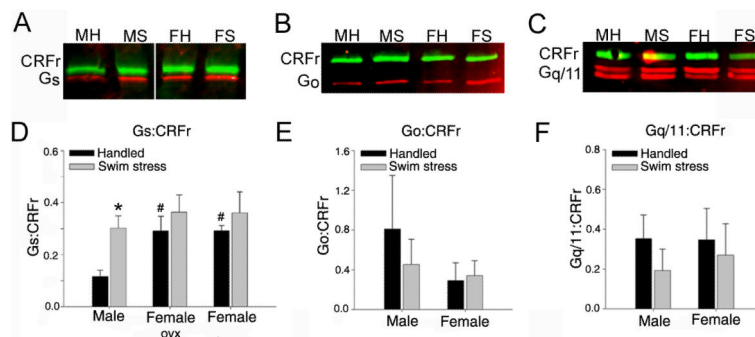 A
MH MS FH FS
CRFr
Gs
B
MH MS FH FS
CRFr
Go
C
MH MS FH FS
CRFr
Gq/11
D
Gs:CRFr
Handled
Swim stress
Gs:CRFr
0.6
0.3
0.0
* # #
Male Female Female
ovx
E
Go:CRFr
Handled
Swim stress
Go:CRFr
1.6
1.2
0.8
0.4
0.0
Male Female
F
Gq/11:CRFr
Handled
Swim stress
Gq/11:CRFr
0.8
0.6
0.4
0.2
0.0
Male Female